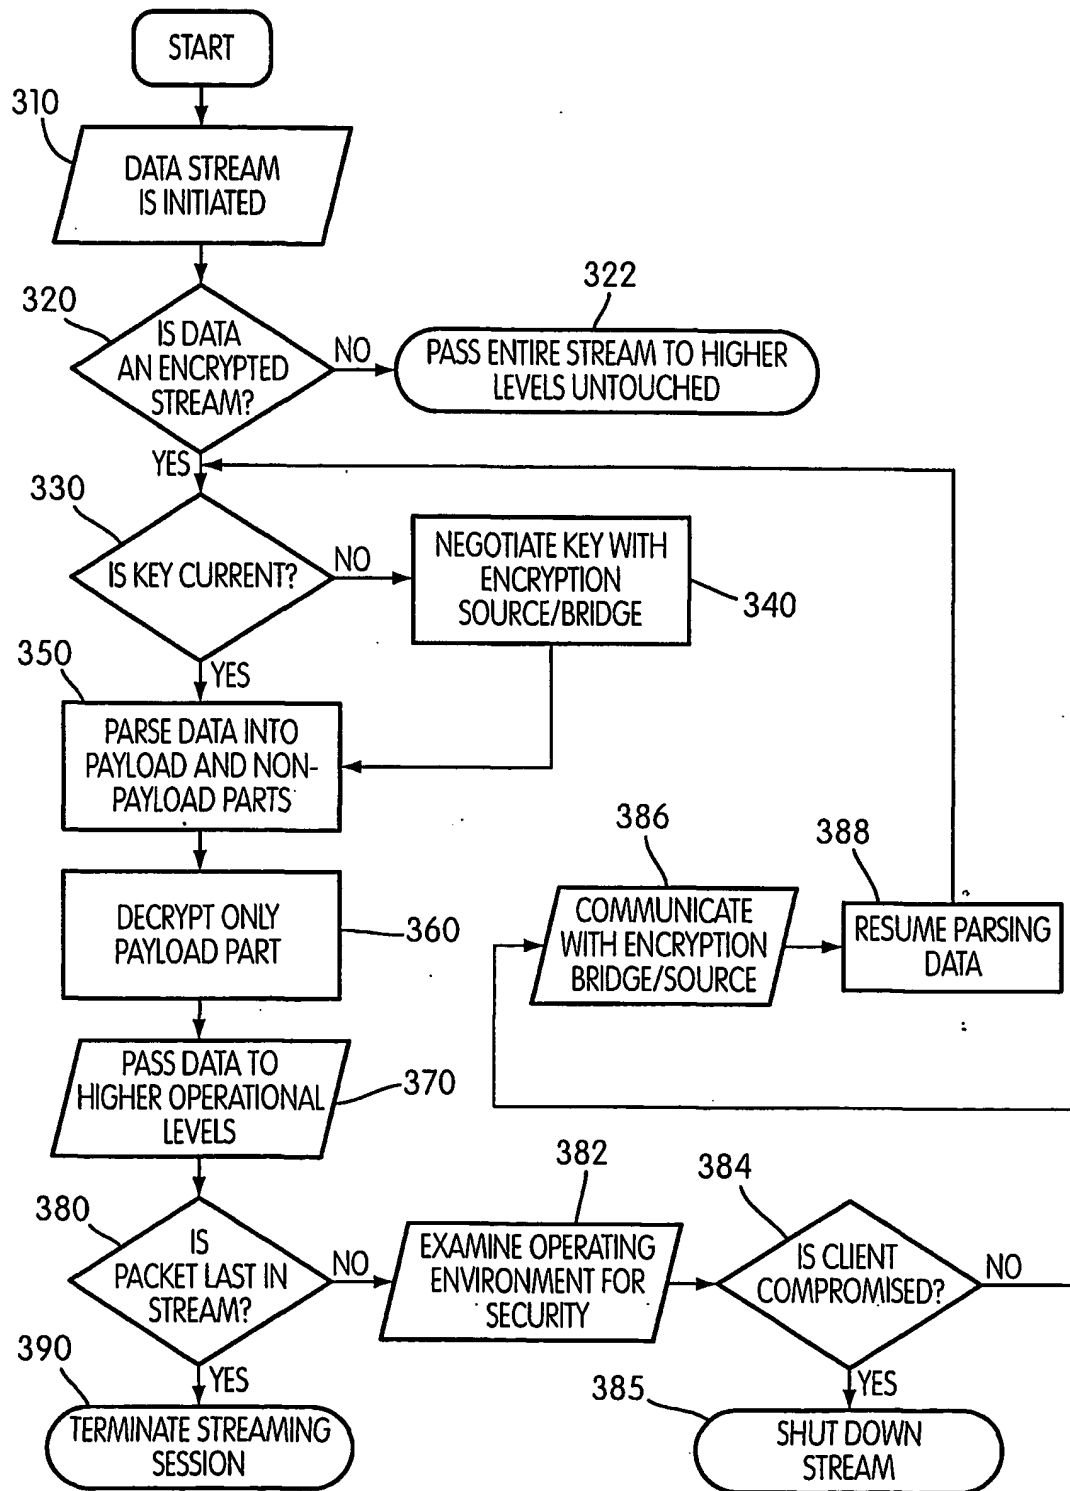 START
310
DATA STREAM
IS INITIATED
320
IS DATA
AN ENCRYPTED
STREAM?
NO
322
PASS ENTIRE STREAM TO HIGHER
LEVELS UNTOUCHED
YES
330
IS KEY CURRENT?
NO
NEGOTIATE KEY WITH
ENCRYPTION
SOURCE/BRIDGE
340
YES
350
PARSE DATA INTO
PAYLOAD AND NON-
PAYLOAD PARTS
DECRYPT ONLY
PAYLOAD PART
360
386
COMMUNICATE
WITH ENCRYPTION
BRIDGE/SOURCE
388
RESUME PARSING
DATA
PASS DATA TO
HIGHER OPERATIONAL
LEVELS
370
380
IS
PACKET LAST IN
STREAM?
NO
382
EXAMINE OPERATING
ENVIRONMENT FOR
SECURITY
384
IS CLIENT
COMPROMISED?
NO
YES
390
TERMINATE STREAMING
SESSION
YES
385
SHUT DOWN
STREAM